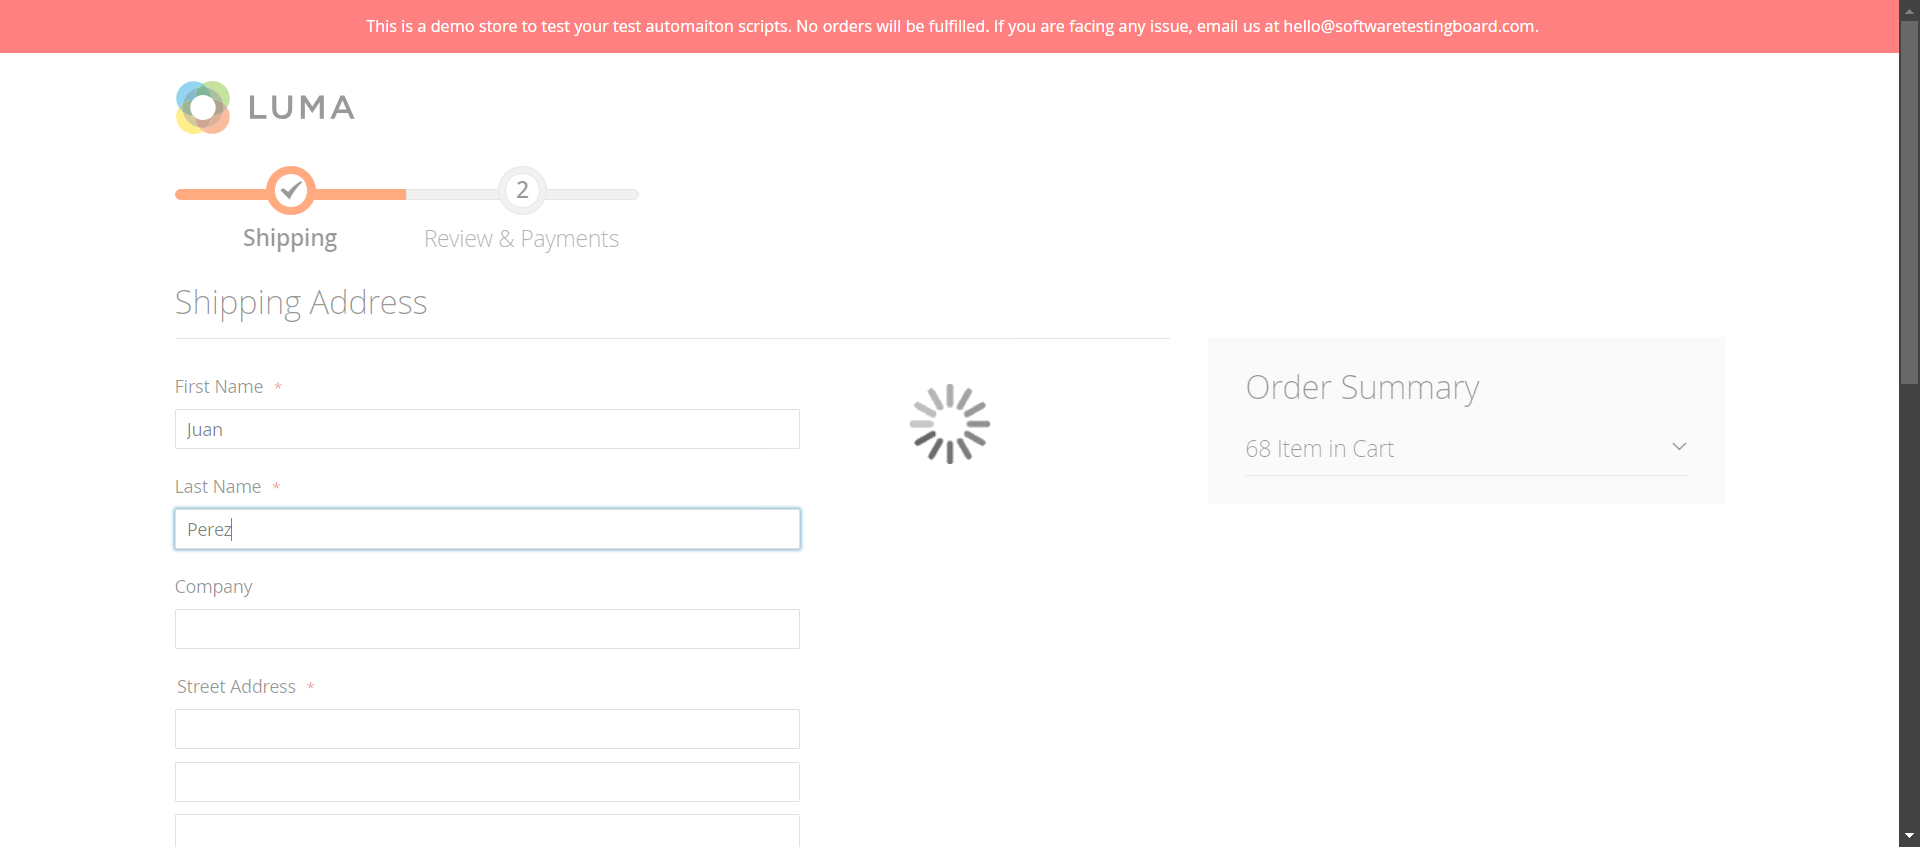 This is a demo store to test your test automaiton scripts. No orders will be fulfilled. If you are facing any issue, email us at hello@softwaretestingboard.com.
LUMA
2
Shipping
Review & Payments
Shipping Address
First Name *
Juan
Last Name *
Perez
Company
Street Address *
Order Summary
68 Item in Cart